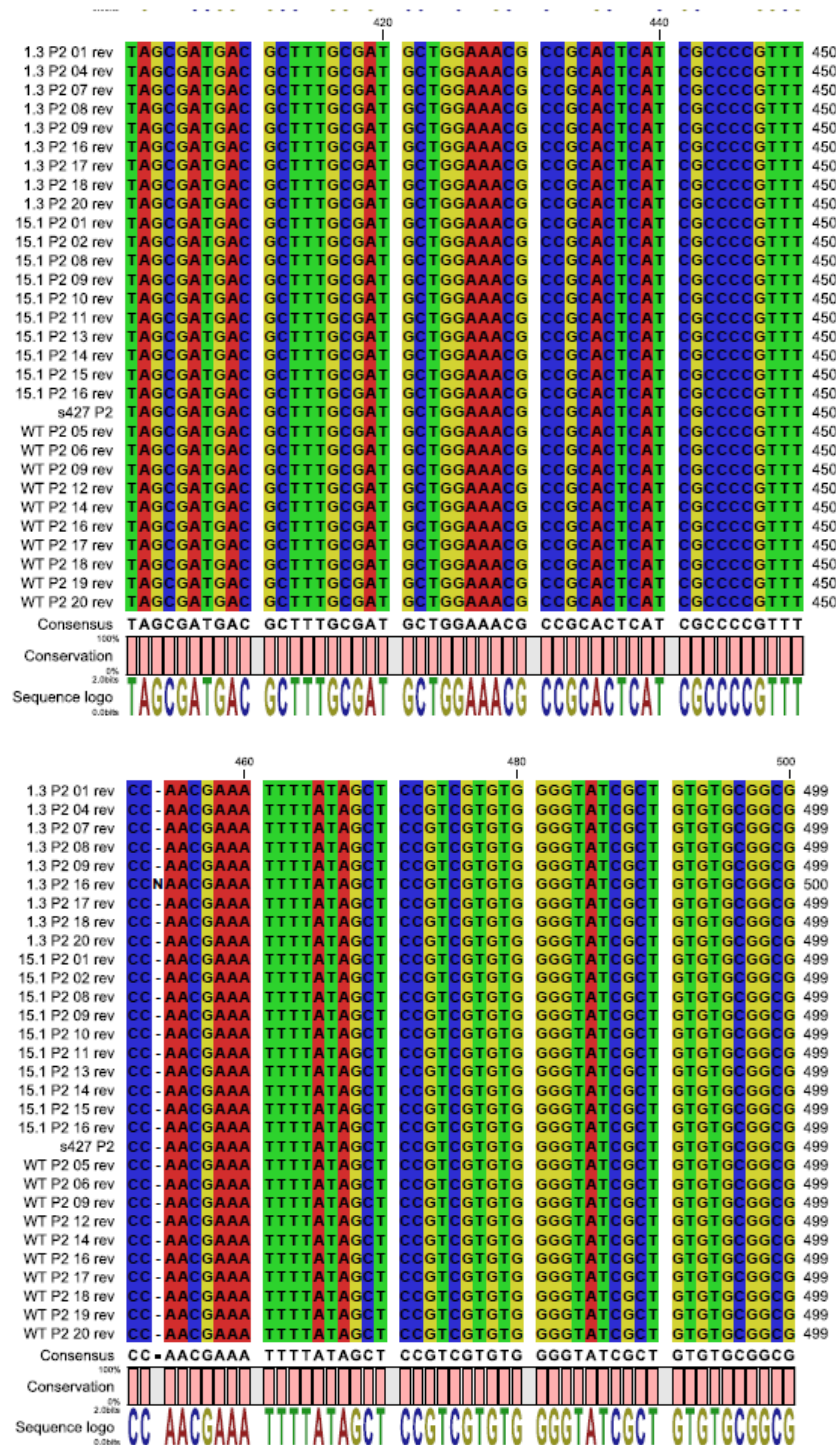 420 440
1.3 P2 01 rev TAGCGATGAC GCTTTGCGAT GCTGGAAACG CCGCACTCAT CGCCCCGTTT 450
1.3 P2 04 rev TAGCGATGAC GCTTTGCGAT GCTGGAAACG CCGCACTCAT CGCCCCGTTT 450
1.3 P2 07 rev TAGCGATGAC GCTTTGCGAT GCTGGAAACG CCGCACTCAT CGCCCCGTTT 450
1.3 P2 08 rev TAGCGATGAC GCTTTGCGAT GCTGGAAACG CCGCACTCAT CGCCCCGTTT 450
1.3 P2 09 rev TAGCGATGAC GCTTTGCGAT GCTGGAAACG CCGCACTCAT CGCCCCGTTT 450
1.3 P2 16 rev TAGCGATGAC GCTTTGCGAT GCTGGAAACG CCGCACTCAT CGCCCCGTTT 450
1.3 P2 17 rev TAGCGATGAC GCTTTGCGAT GCTGGAAACG CCGCACTCAT CGCCCCGTTT 450
1.3 P2 18 rev TAGCGATGAC GCTTTGCGAT GCTGGAAACG CCGCACTCAT CGCCCCGTTT 450
1.3 P2 20 rev TAGCGATGAC GCTTTGCGAT GCTGGAAACG CCGCACTCAT CGCCCCGTTT 450
15.1 P2 01 rev TAGCGATGAC GCTTTGCGAT GCTGGAAACG CCGCACTCAT CGCCCCGTTT 450
15.1 P2 02 rev TAGCGATGAC GCTTTGCGAT GCTGGAAACG CCGCACTCAT CGCCCCGTTT 450
15.1 P2 08 rev TAGCGATGAC GCTTTGCGAT GCTGGAAACG CCGCACTCAT CGCCCCGTTT 450
15.1 P2 09 rev TAGCGATGAC GCTTTGCGAT GCTGGAAACG CCGCACTCAT CGCCCCGTTT 450
15.1 P2 10 rev TAGCGATGAC GCTTTGCGAT GCTGGAAACG CCGCACTCAT CGCCCCGTTT 450
15.1 P2 11 rev TAGCGATGAC GCTTTGCGAT GCTGGAAACG CCGCACTCAT CGCCCCGTTT 450
15.1 P2 13 rev TAGCGATGAC GCTTTGCGAT GCTGGAAACG CCGCACTCAT CGCCCCGTTT 450
15.1 P2 14 rev TAGCGATGAC GCTTTGCGAT GCTGGAAACG CCGCACTCAT CGCCCCGTTT 450
15.1 P2 15 rev TAGCGATGAC GCTTTGCGAT GCTGGAAACG CCGCACTCAT CGCCCCGTTT 450
15.1 P2 16 rev TAGCGATGAC GCTTTGCGAT GCTGGAAACG CCGCACTCAT CGCCCCGTTT 450
s427 P2 TAGCGATGAC GCTTTGCGAT GCTGGAAACG CCGCACTCAT CGCCCCGTTT 450
WT P2 05 rev TAGCGATGAC GCTTTGCGAT GCTGGAAACG CCGCACTCAT CGCCCCGTTT 450
WT P2 06 rev TAGCGATGAC GCTTTGCGAT GCTGGAAACG CCGCACTCAT CGCCCCGTTT 450
WT P2 09 rev TAGCGATGAC GCTTTGCGAT GCTGGAAACG CCGCACTCAT CGCCCCGTTT 450
WT P2 12 rev TAGCGATGAC GCTTTGCGAT GCTGGAAACG CCGCACTCAT CGCCCCGTTT 450
WT P2 14 rev TAGCGATGAC GCTTTGCGAT GCTGGAAACG CCGCACTCAT CGCCCCGTTT 450
WT P2 16 rev TAGCGATGAC GCTTTGCGAT GCTGGAAACG CCGCACTCAT CGCCCCGTTT 450
WT P2 17 rev TAGCGATGAC GCTTTGCGAT GCTGGAAACG CCGCACTCAT CGCCCCGTTT 450
WT P2 18 rev TAGCGATGAC GCTTTGCGAT GCTGGAAACG CCGCACTCAT CGCCCCGTTT 450
WT P2 19 rev TAGCGATGAC GCTTTGCGAT GCTGGAAACG CCGCACTCAT CGCCCCGTTT 450
WT P2 20 rev TAGCGATGAC GCTTTGCGAT GCTGGAAACG CCGCACTCAT CGCCCCGTTT 450
Consensus TAGCGATGAC GCTTTGCGAT GCTGGAAACG CCGCACTCAT CGCCCCGTTT
100%
Conservation
0%
2.0bits
Sequence logo TAGCGATGAC GCTTTGCGAT GCTGGAAACG CCGCACTCAT CGCCCCGTTT
0.0bits
460 480 500
1.3 P2 01 rev CC-AACGAAA TTTTATAGCT CCGTCGTGTG GGGTATCGCT GTGTGCGGCG 499
1.3 P2 04 rev CC-AACGAAA TTTTATAGCT CCGTCGTGTG GGGTATCGCT GTGTGCGGCG 499
1.3 P2 07 rev CC-AACGAAA TTTTATAGCT CCGTCGTGTG GGGTATCGCT GTGTGCGGCG 499
1.3 P2 08 rev CC-AACGAAA TTTTATAGCT CCGTCGTGTG GGGTATCGCT GTGTGCGGCG 499
1.3 P2 09 rev CC-AACGAAA TTTTATAGCT CCGTCGTGTG GGGTATCGCT GTGTGCGGCG 499
1.3 P2 16 rev CCNAACGAAA TTTTATAGCT CCGTCGTGTG GGGTATCGCT GTGTGCGGCG 500
1.3 P2 17 rev CC-AACGAAA TTTTATAGCT CCGTCGTGTG GGGTATCGCT GTGTGCGGCG 499
1.3 P2 18 rev CC-AACGAAA TTTTATAGCT CCGTCGTGTG GGGTATCGCT GTGTGCGGCG 499
1.3 P2 20 rev CC-AACGAAA TTTTATAGCT CCGTCGTGTG GGGTATCGCT GTGTGCGGCG 499
15.1 P2 01 rev CC-AACGAAA TTTTATAGCT CCGTCGTGTG GGGTATCGCT GTGTGCGGCG 499
15.1 P2 02 rev CC-AACGAAA TTTTATAGCT CCGTCGTGTG GGGTATCGCT GTGTGCGGCG 499
15.1 P2 08 rev CC-AACGAAA TTTTATAGCT CCGTCGTGTG GGGTATCGCT GTGTGCGGCG 499
15.1 P2 09 rev CC-AACGAAA TTTTATAGCT CCGTCGTGTG GGGTATCGCT GTGTGCGGCG 499
15.1 P2 10 rev CC-AACGAAA TTTTATAGCT CCGTCGTGTG GGGTATCGCT GTGTGCGGCG 499
15.1 P2 11 rev CC-AACGAAA TTTTATAGCT CCGTCGTGTG GGGTATCGCT GTGTGCGGCG 499
15.1 P2 13 rev CC-AACGAAA TTTTATAGCT CCGTCGTGTG GGGTATCGCT GTGTGCGGCG 499
15.1 P2 14 rev CC-AACGAAA TTTTATAGCT CCGTCGTGTG GGGTATCGCT GTGTGCGGCG 499
15.1 P2 15 rev CC-AACGAAA TTTTATAGCT CCGTCGTGTG GGGTATCGCT GTGTGCGGCG 499
15.1 P2 16 rev CC-AACGAAA TTTTATAGCT CCGTCGTGTG GGGTATCGCT GTGTGCGGCG 499
s427 P2 CC-AACGAAA TTTTATAGCT CCGTCGTGTG GGGTATCGCT GTGTGCGGCG 499
WT P2 05 rev CC-AACGAAA TTTTATAGCT CCGTCGTGTG GGGTATCGCT GTGTGCGGCG 499
WT P2 06 rev CC-AACGAAA TTTTATAGCT CCGTCGTGTG GGGTATCGCT GTGTGCGGCG 499
WT P2 09 rev CC-AACGAAA TTTTATAGCT CCGTCGTGTG GGGTATCGCT GTGTGCGGCG 499
WT P2 12 rev CC-AACGAAA TTTTATAGCT CCGTCGTGTG GGGTATCGCT GTGTGCGGCG 499
WT P2 14 rev CC-AACGAAA TTTTATAGCT CCGTCGTGTG GGGTATCGCT GTGTGCGGCG 499
WT P2 16 rev CC-AACGAAA TTTTATAGCT CCGTCGTGTG GGGTATCGCT GTGTGCGGCG 499
WT P2 17 rev CC-AACGAAA TTTTATAGCT CCGTCGTGTG GGGTATCGCT GTGTGCGGCG 499
WT P2 18 rev CC-AACGAAA TTTTATAGCT CCGTCGTGTG GGGTATCGCT GTGTGCGGCG 499
WT P2 19 rev CC-AACGAAA TTTTATAGCT CCGTCGTGTG GGGTATCGCT GTGTGCGGCG 499
WT P2 20 rev CC-AACGAAA TTTTATAGCT CCGTCGTGTG GGGTATCGCT GTGTGCGGCG 499
Consensus CC-AACGAAA TTTTATAGCT CCGTCGTGTG GGGTATCGCT GTGTGCGGCG
100%
Conservation
0%
2.0bits
Sequence logo CC AACGAAA TTTTATAGCT CCGTCGTGTG GGGTATCGCT GTGTGCGGCG
0.0bits